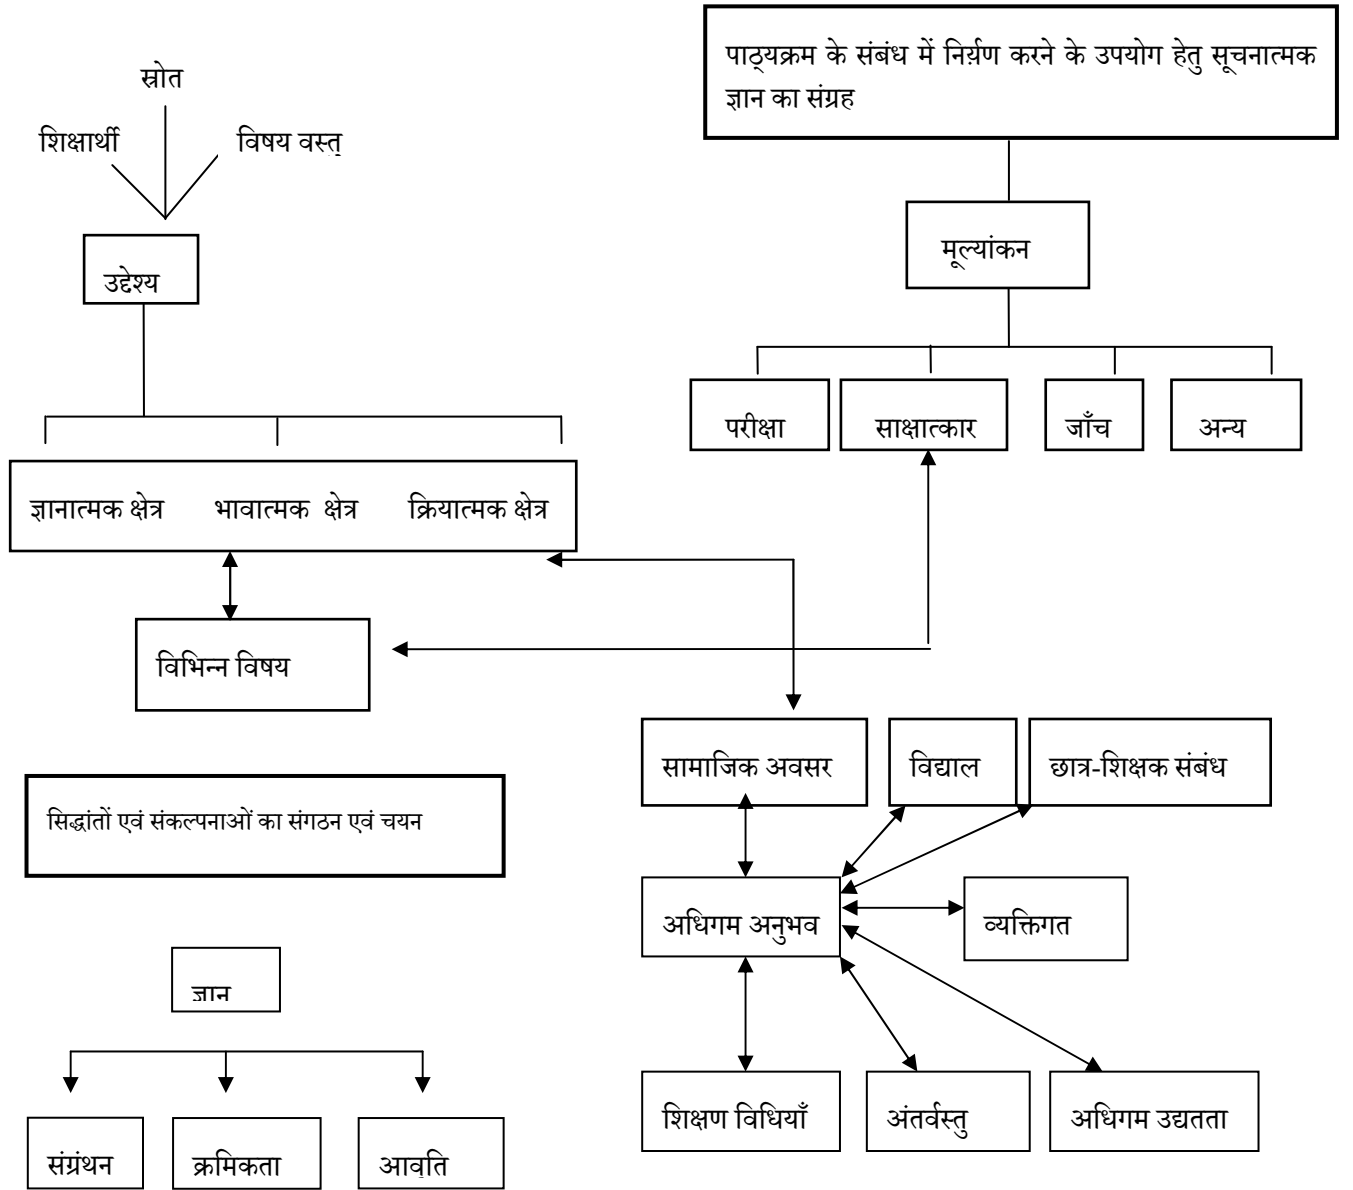 पाठ्यक्रम के संबंध में निर्य़ण करने के उपयोग हेतु सूचनात्मक
ज्ञान का संग्रह
स्रोत
शिक्षार्थी
विषय वस्तु
मूल्यांकन
उद्देश्य
परीक्षा
साक्षात्कार
जाँच
अन्य
ज्ञानात्मक क्षेत्र भावात्मक क्षेत्र क्रियात्मक क्षेत्र
विभिन्न विषय
सामाजिक अवसर
विद्याल
छात्र-शिक्षक संबंध
सिद्धांतों एवं संकल्पनाओं का संगठन एवं चयन
अधिगम अनुभव
व्यक्तिगत
ज्ञान
शिक्षण विधियाँ
अंतर्वस्तु
अधिगम उद्यतता
संग्रंथन
क्रमिकता
आवृति